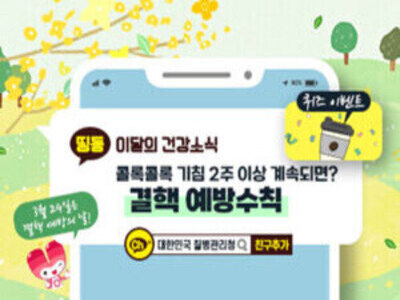 퀴즈 이벤트
필톡 이달의 건강소식
콜록콜록 기침 2주 이상 계속되면?
결핵 예방수칙
3월 24일은
결핵 예방의 날!
Ch+ 대한민국 질병관리청 친구추가